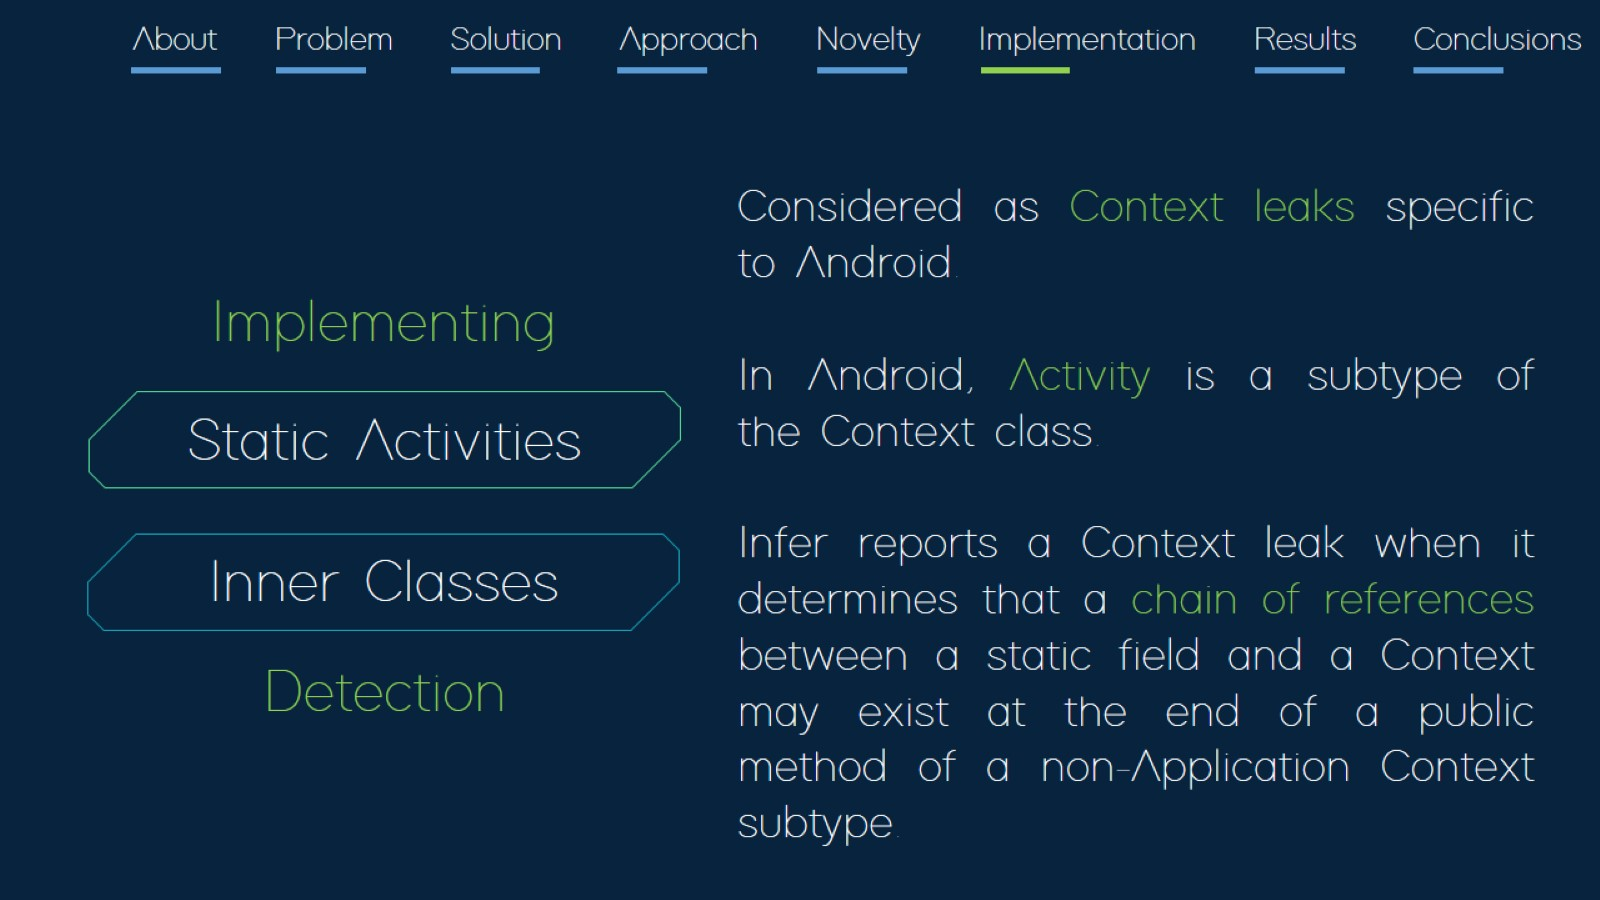 About Problem Solution Approach Novelty Implementation Results Conclusions
Implementing
Static Activities
Inner Classes
Detection
Considered as Context leaks specific
to Android.
In Android, Activity is a subtype of
the Context class.
Infer reports a Context leak when it
determines that a chain of references
between a static field and a Context
may exist at the end of a public
method of a non-Application Context
subtype.